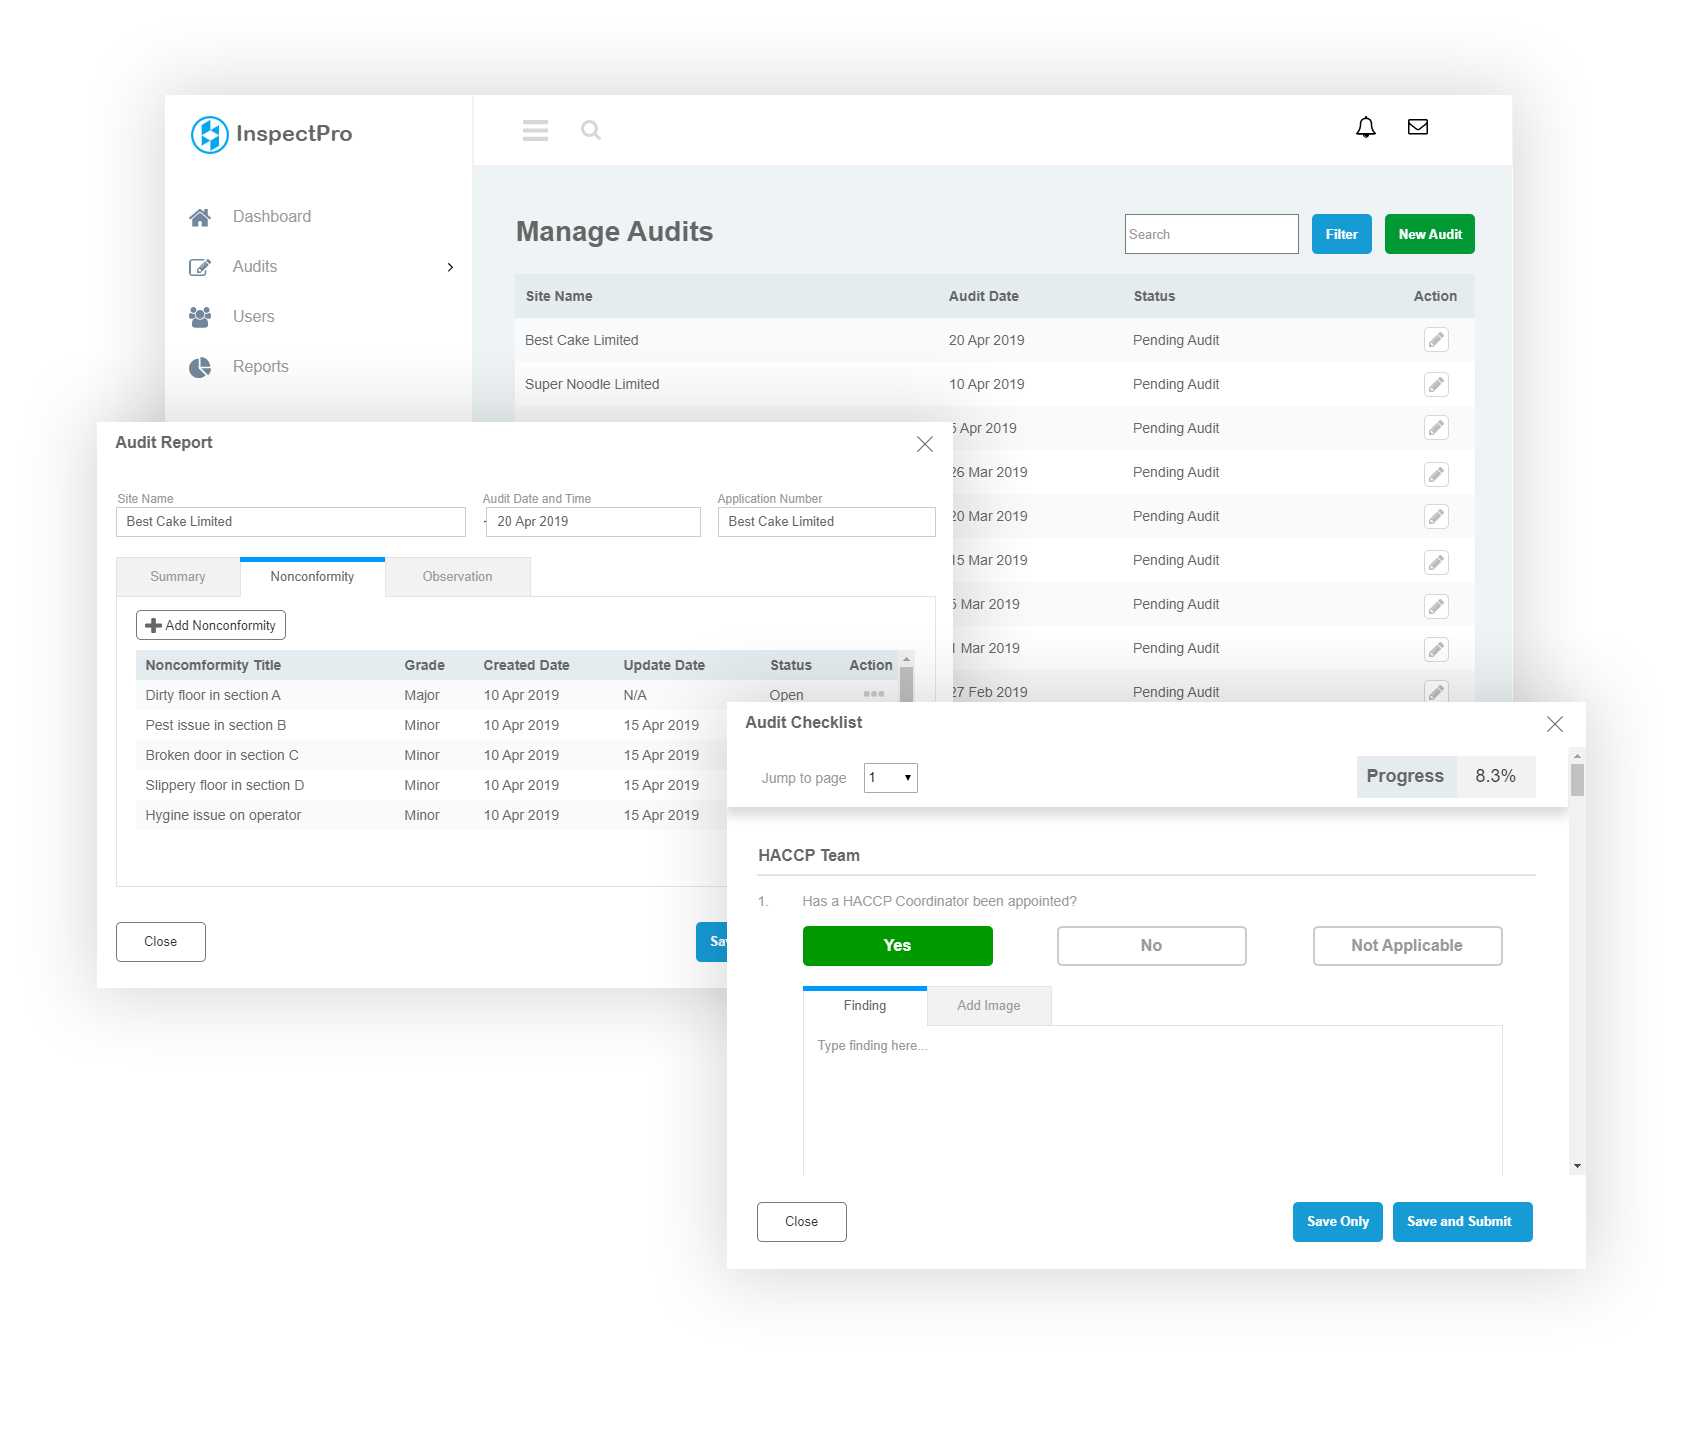 InspectPro
Dashboard
Audits
Users
Reports
Manage Audits
Search
Filter
New Audit
Site Name Audit Date Status Action
Best Cake Limited 20 Apr 2019 Pending Audit
Super Noodle Limited 10 Apr 2019 Pending Audit
5 Apr 2019 Pending Audit
26 Mar 2019 Pending Audit
20 Mar 2019 Pending Audit
15 Mar 2019 Pending Audit
5 Mar 2019 Pending Audit
1 Mar 2019 Pending Audit
27 Feb 2019 Pending Audit
Audit Report
Site Name Audit Date and Time Application Number
Best Cake Limited 20 Apr 2019 Best Cake Limited
Summary Nonconformity Observation
Add Nonconformity
Noncomformity Title Grade Created Date Update Date Status Action
Dirty floor in section A Major 10 Apr 2019 N/A Open
Pest issue in section B Minor 10 Apr 2019 15 Apr 2019
Broken door in section C Minor 10 Apr 2019 15 Apr 2019
Slippery floor in section D Minor 10 Apr 2019 15 Apr 2019
Hygine issue on operator Minor 10 Apr 2019 15 Apr 2019
Close
Audit Checklist
Jump to page 1 Progress 8.3%
HACCP Team
1. Has a HACCP Coordinator been appointed?
Yes No Not Applicable
Finding Add Image
Type finding here...
Close Save Only Save and Submit